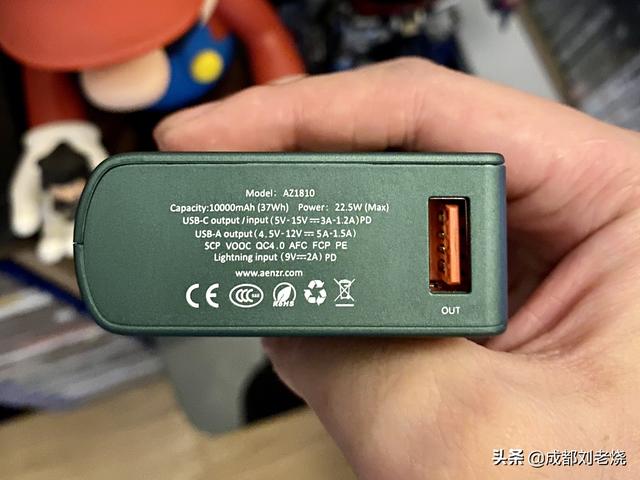 Model: AZ1810
Capacity:10000mAh (37Wh) Power: 22.5W (Max)
USB-C output/input (5V-15V⎓3A-1.2A) PD
USB-A output (4.5V-12V⎓5A-1.5A)
SCP VOOC QC4.0 AFC FCP PE
Lightning input (9V⎓2A) PD
www.aenzr.com
CE CCC RoHS
OUT
头条 @成都刘老烧